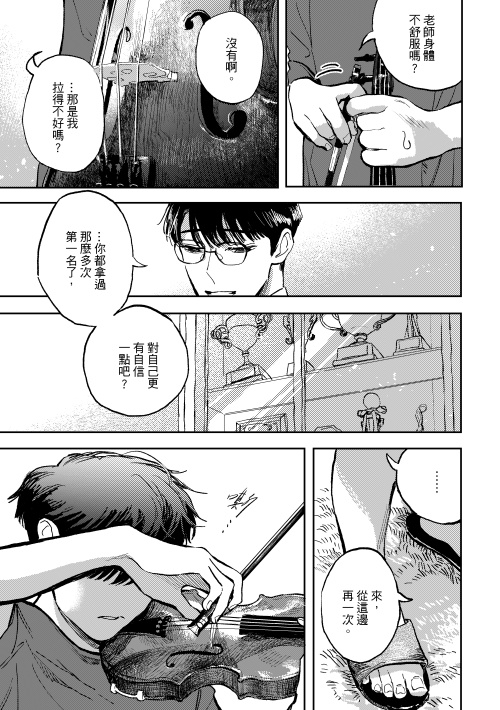 老師身體
不舒服嗎？
沒有啊。
…那是我
拉得不好嗎？
…你都拿過
那麼多次
第一名了，
對自己更
有自信
一點吧？
……
來，
從這邊
再一次。